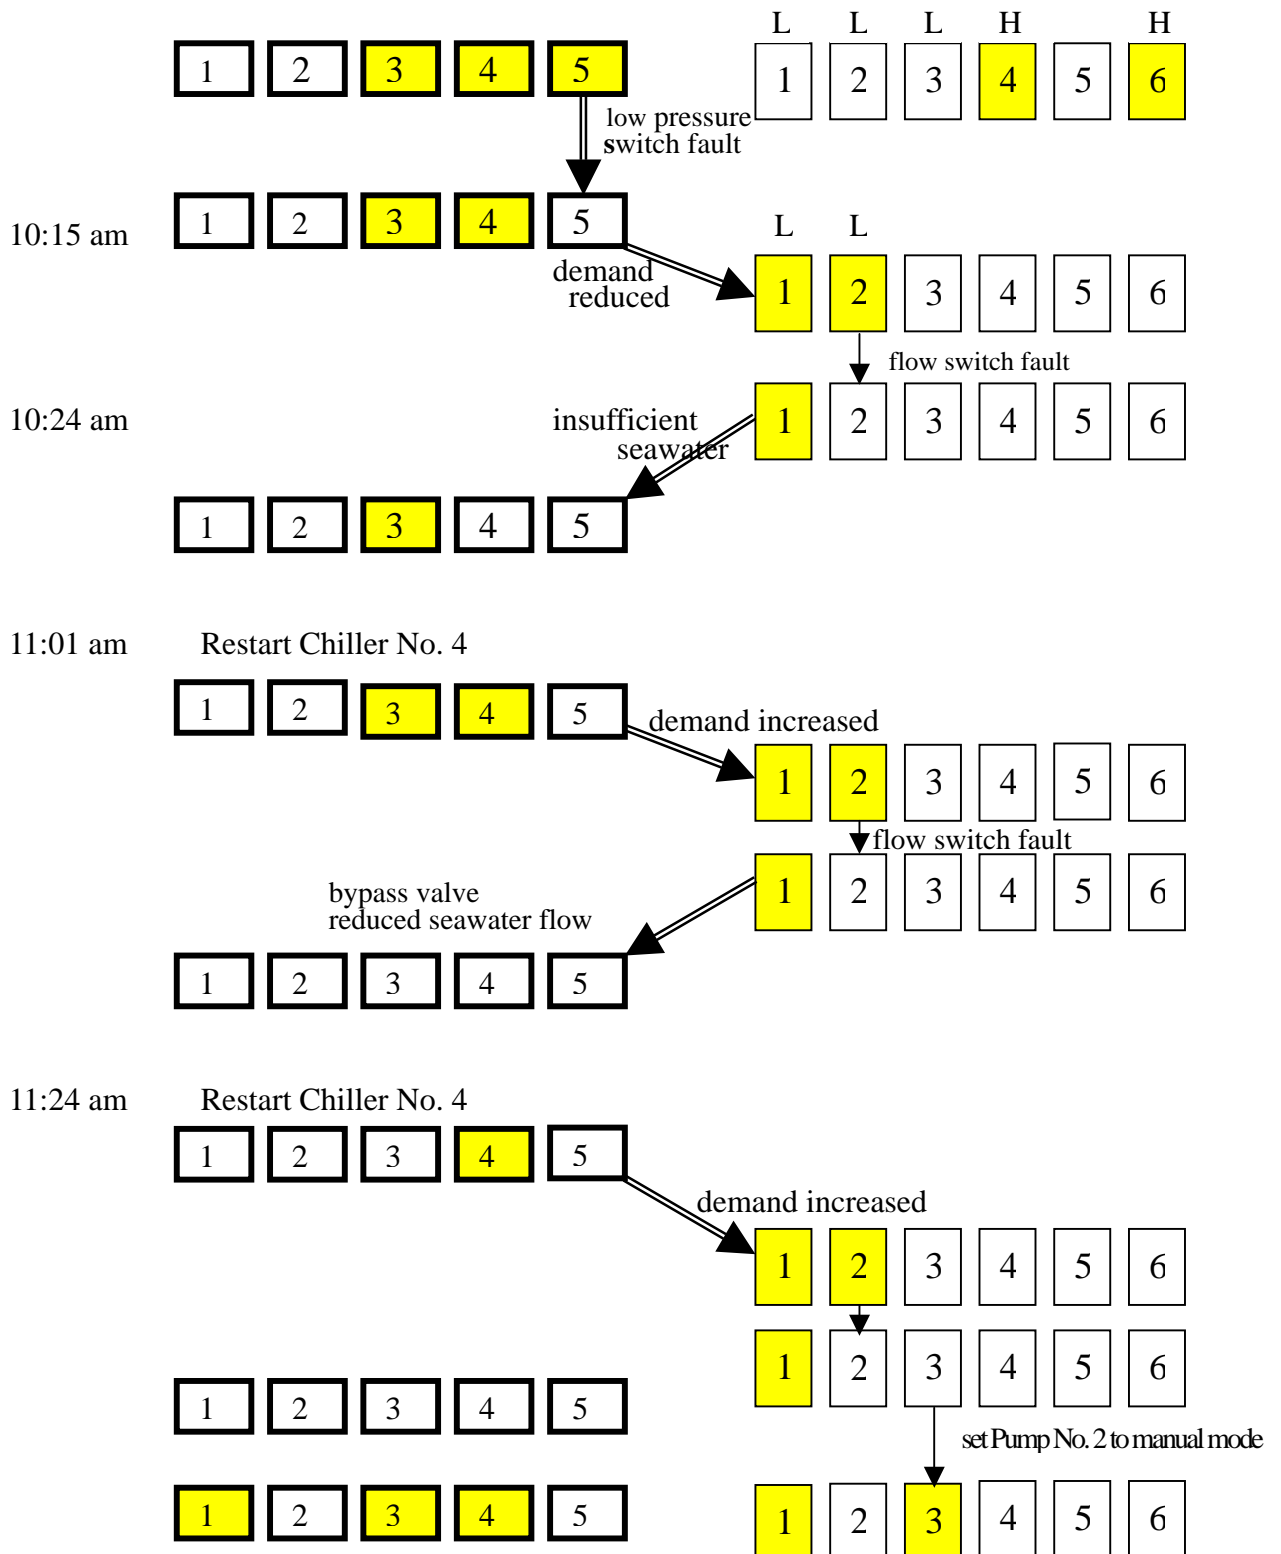 L L L H H
1 2 3 4 5
1 2 3 4 5 6
low pressure
switch fault
10:15 am
1 2 3 4 5
L L
demand
reduced
1 2 3 4 5 6
flow switch fault
10:24 am
insufficient
seawater
1 2 3 4 5 6
1 2 3 4 5
11:01 am Restart Chiller No. 4
1 2 3 4 5
demand increased
1 2 3 4 5 6
flow switch fault
1 2 3 4 5 6
bypass valve
reduced seawater flow
1 2 3 4 5
11:24 am Restart Chiller No. 4
1 2 3 4 5
demand increased
1 2 3 4 5 6
1 2 3 4 5 6
1 2 3 4 5
set Pump No. 2 to manual mode
1 2 3 4 5
1 2 3 4 5 6